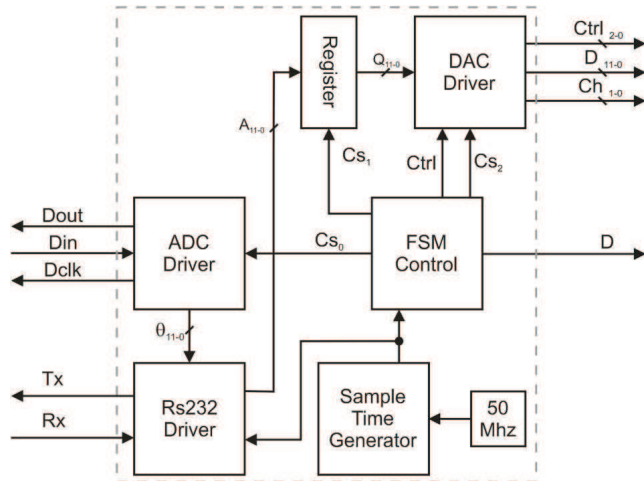 Ctrl 2-0
D 11-0
Ch 1-0
Register
Q11-0
DAC
Driver
A11-0
Cs1
Ctrl
Cs2
Dout
Din
Dclk
ADC
Driver
Cs0
FSM
Control
D
θ11-0
Tx
Rx
Rs232
Driver
Sample
Time
Generator
50
Mhz